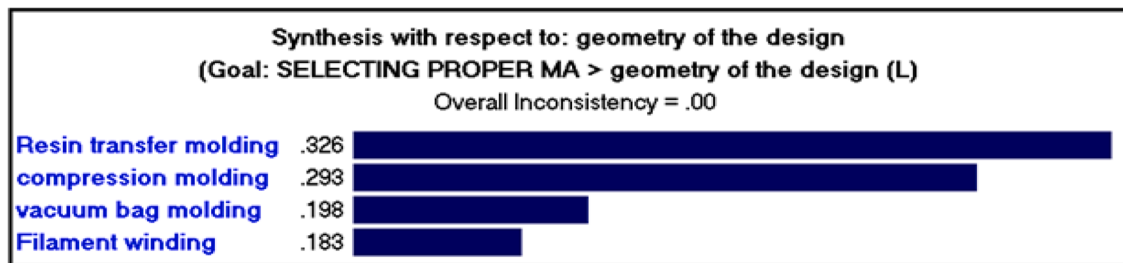 Synthesis with respect to: geometry of the design
(Goal: SELECTING PROPER MA > geometry of the design (L)
Overall Inconsistency = .00
Resin transfer molding .326
compression molding .293
vacuum bag molding .198
Filament winding .183